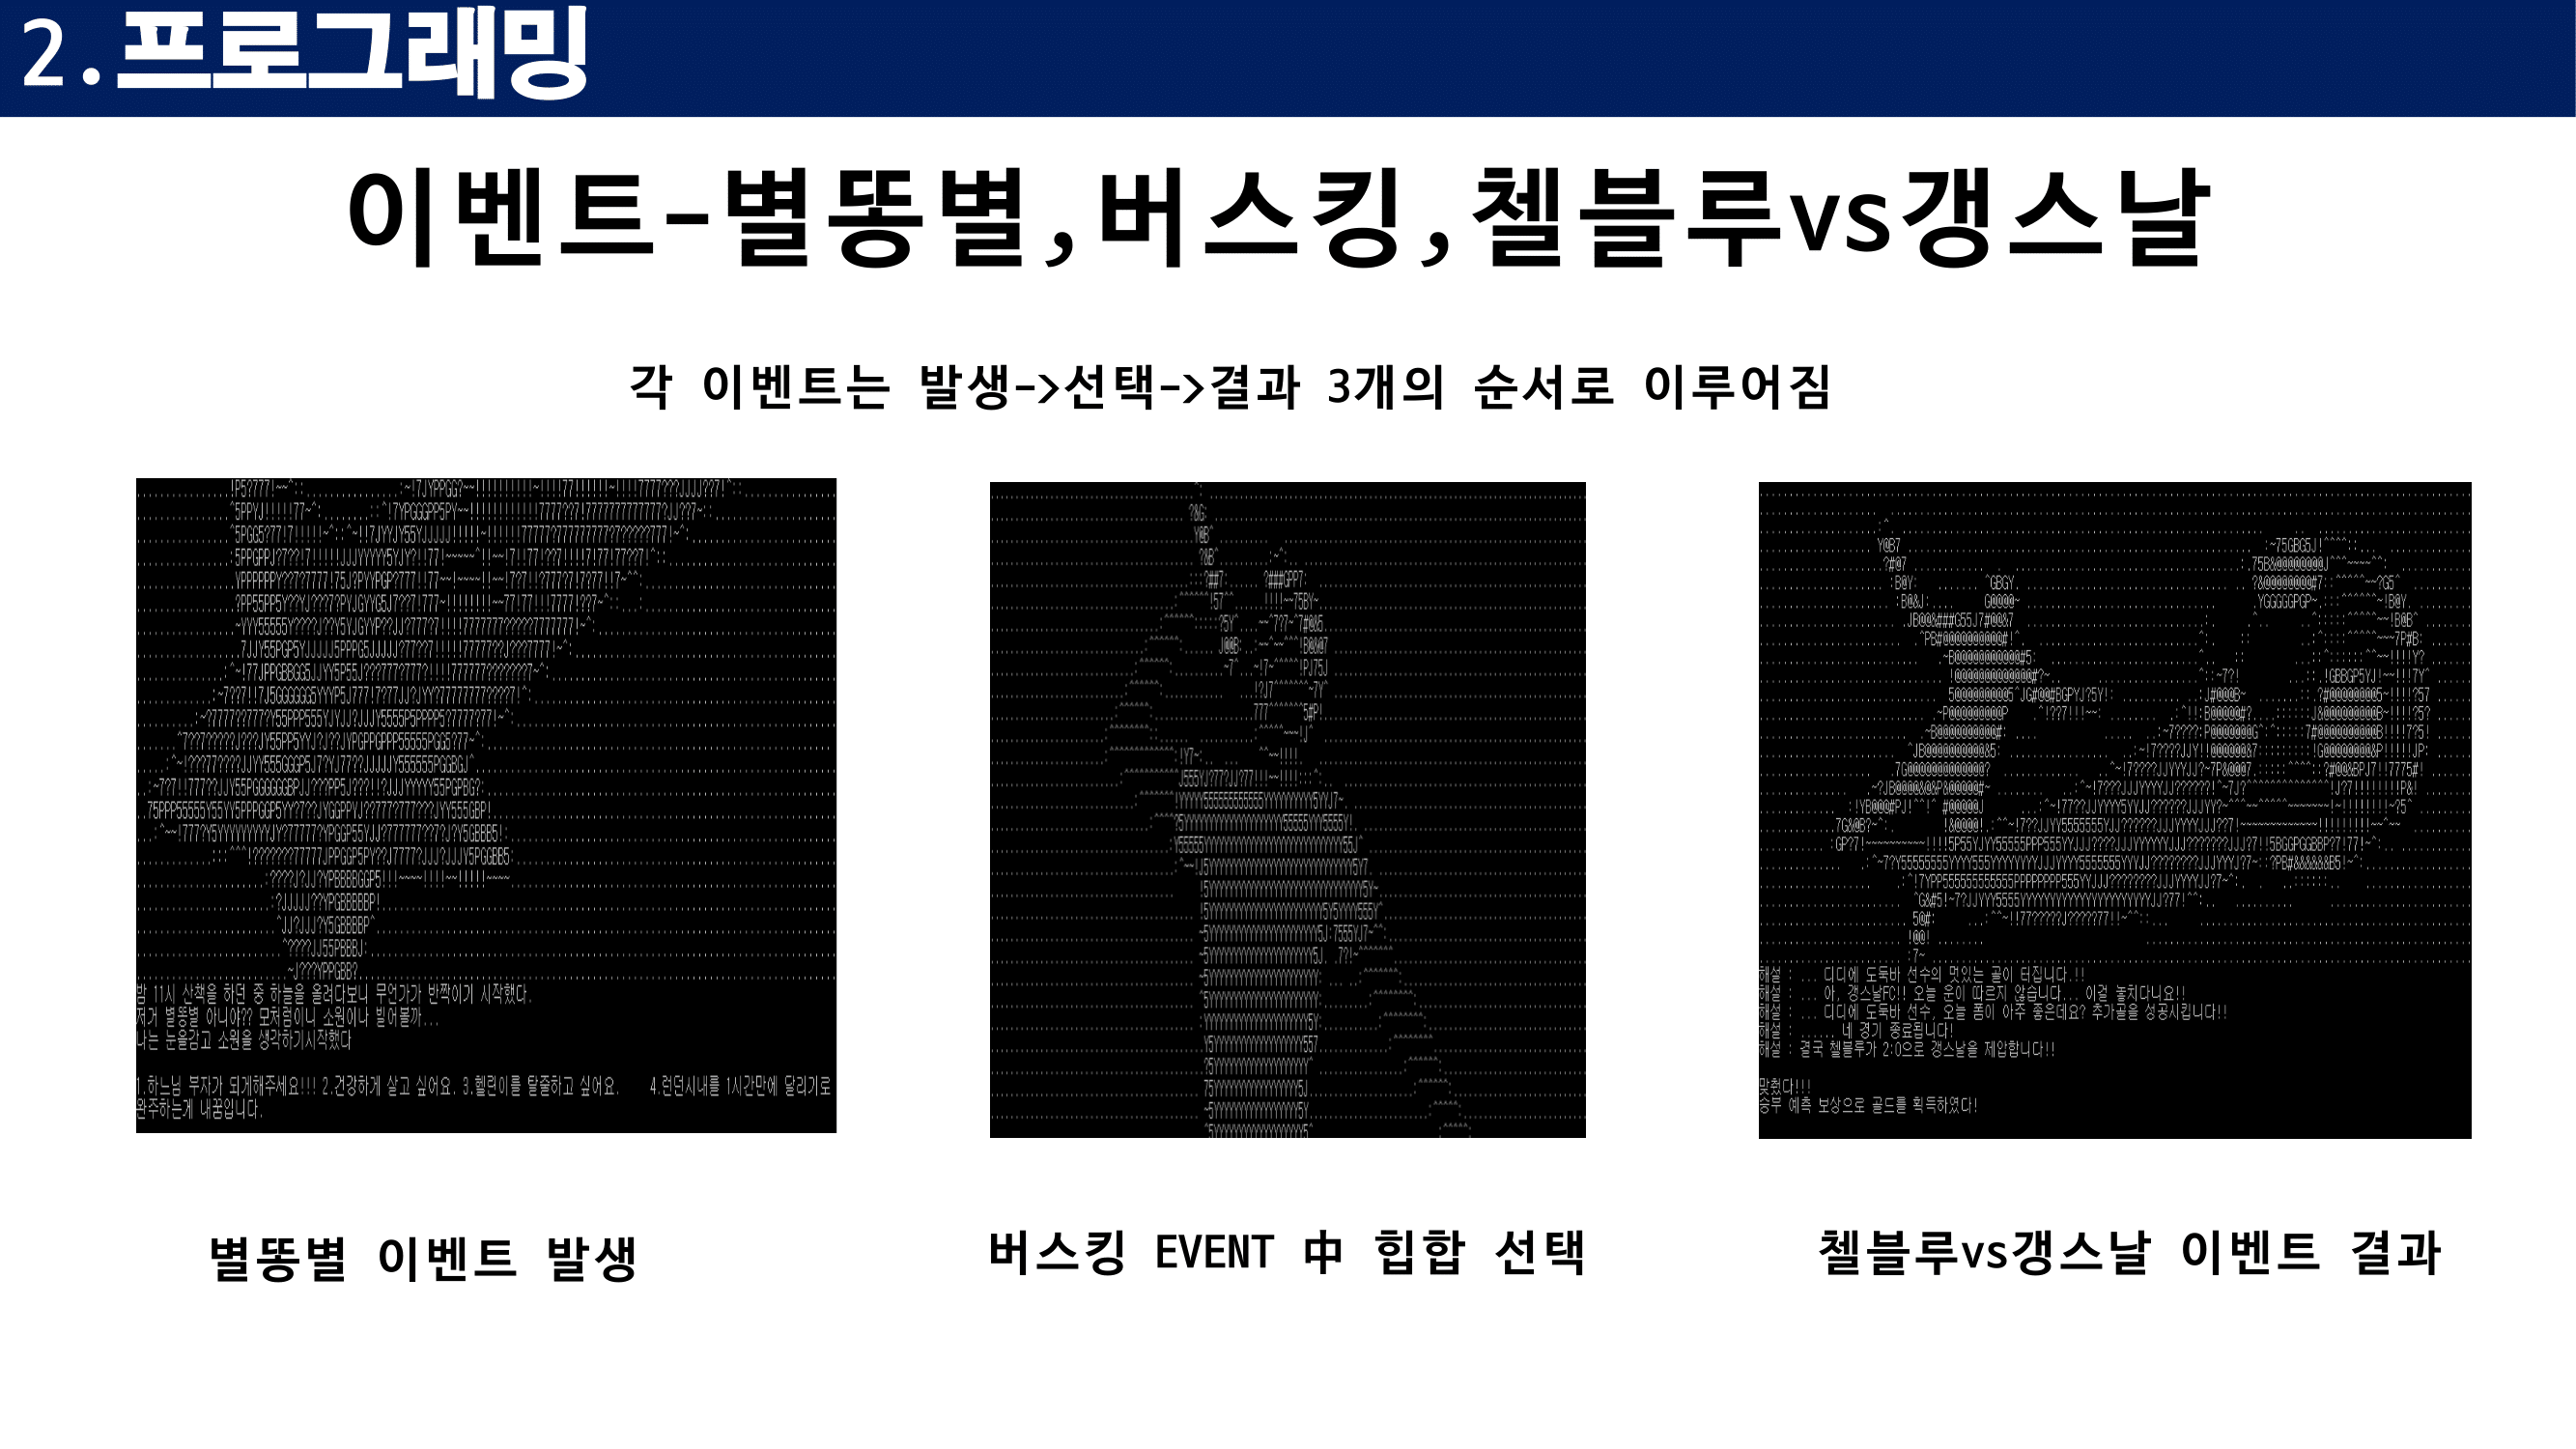 2.프로그래밍
이벤트-별똥별,버스킹,첼블루vs갱스날
각 이벤트는 발생->선택->결과 3개의 순서로 이루어짐
밤 11시 산책을 하던 중 하늘을 올려다보니 무언가가 반짝이기 시작했다.
저거 별똥별 아니야?? 모처럼이니 소원이나 빌어볼까...
나는 눈을감고 소원을 생각하기시작했다
1.하느님 부자가 되게해주세요!!! 2.건강하게 살고 싶어요. 3.헬련이를 탈출하고 싶어요. 4.런던시내를 1시간만에 달리기로
완주하는게 내꿈입니다.
해설 : ... 디디에 도둑바 선수의 멋있는 골이 터집니다.!!
해설 : ... 아, 갱스날FC!! 오늘 운이 따르지 않습니다... 이걸 놓치다니요!!
해설 : ... 디디에 도둑바 선수, 오늘 폼이 아주 좋은데요? 추가골을 성공시킵니다!!
해설 : ...... 네 경기 종료됩니다!
해설 : 결국 첼블루가 2:0으로 갱스날을 제압합니다!!
맞췄다!!!
승부 예측 보상으로 골드를 획득하였다!
별똥별 이벤트 발생
버스킹 EVENT 中 힙합 선택
첼블루vs갱스날 이벤트 결과